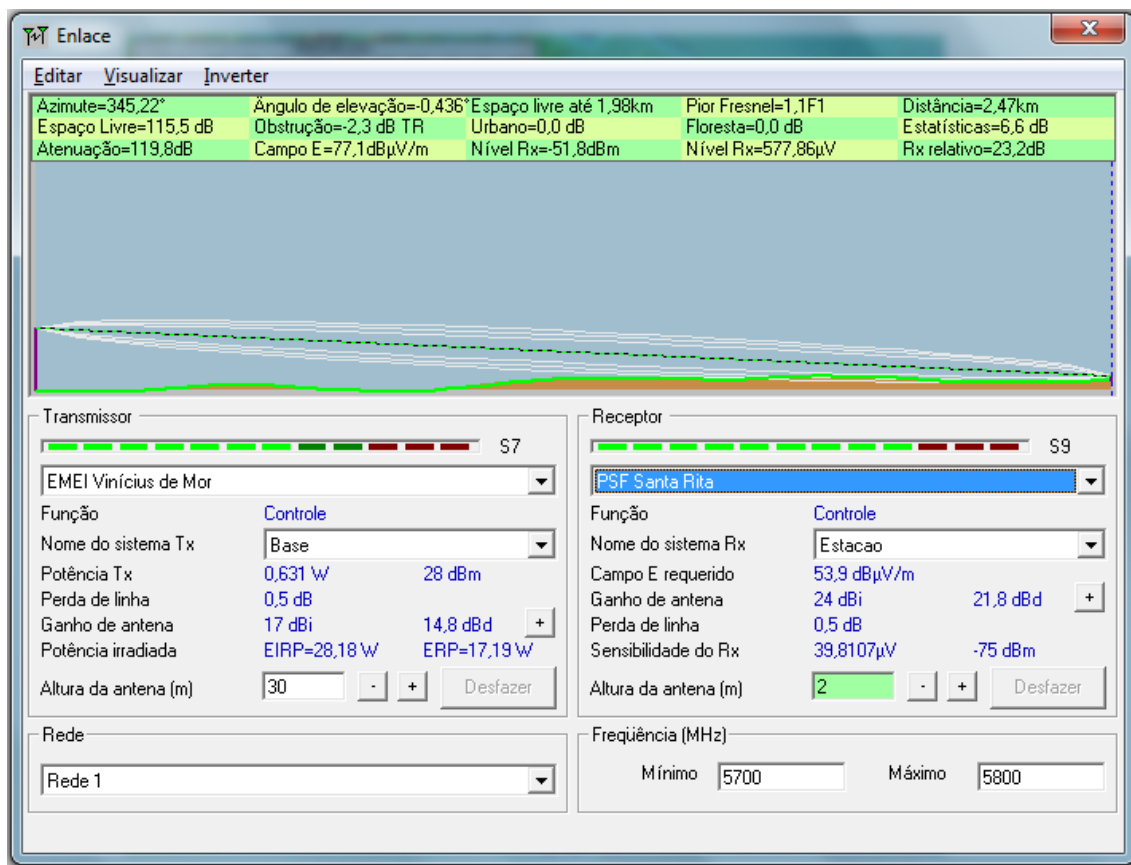 Enlace
Editar Visualizar Inverter
Azimute=345,22° Ângulo de elevação=-0,436° Espaço livre até 1,98km Pior Fresnel=1,1F1 Distância=2,47km
Espaço Livre=115,5 dB Obstrução=-2,3 dB TR Urbano=0,0 dB Floresta=0,0 dB Estatísticas=6,6 dB
Atenuação=119,8dB Campo E=77,1dBµV/m Nível Rx=-51,8dBm Nível Rx=577,86µV Rx relativo=23,2dB
Transmissor
S7
EMEI Vinícius de Mor
Função Controle
Nome do sistema Tx Base
Potência Tx 0,631 W 28 dBm
Perda de linha 0,5 dB
Ganho de antena 17 dBi 14,8 dBd +
Potência irradiada EIRP=28,18 W ERP=17,19 W
Altura da antena (m) 30 - + Desfazer
Rede
Rede 1
Receptor
S9
PSF Santa Rita
Função Controle
Nome do sistema Rx Estacao
Campo E requerido 53,9 dBµV/m
Ganho de antena 24 dBi 21,8 dBd +
Perda de linha 0,5 dB
Sensibilidade do Rx 39,8107µV -75 dBm
Altura da antena (m) 2 - + Desfazer
Freqüência (MHz)
Mínimo 5700 Máximo 5800